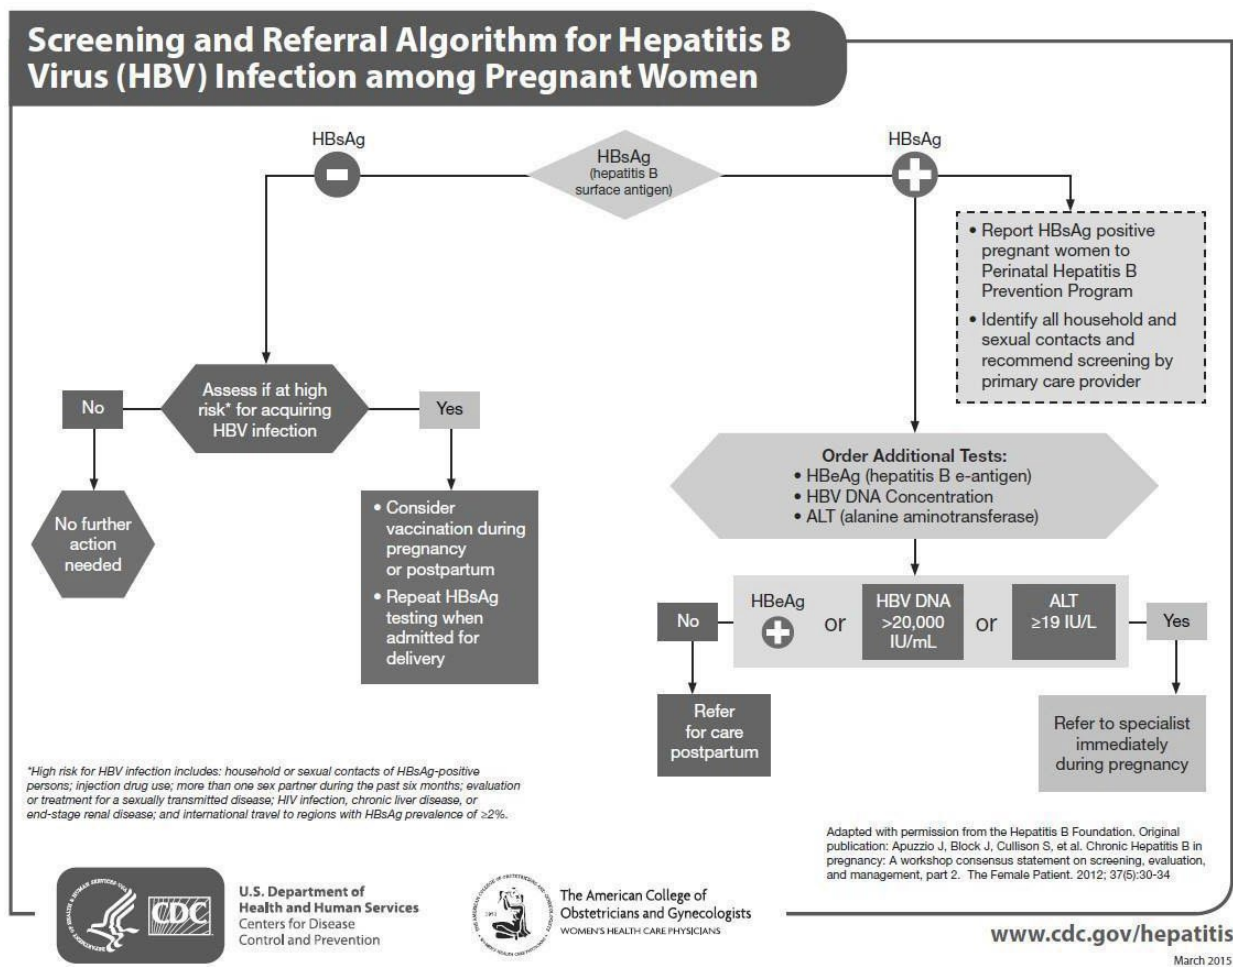 Screening and Referral Algorithm for Hepatitis B
Virus (HBV) Infection among Pregnant Women
HBsAg
HBsAg
(hepatitis B
surface antigen)
HBsAg
• Report HBsAg positive
pregnant women to
Perinatal Hepatitis B
Prevention Program
• Identify all household and
sexual contacts and
recommend screening by
primary care provider
No
Assess if at high
risk* for acquiring
HBV infection
Yes
No further
action
needed
• Consider
vaccination during
pregnancy
or postpartum
• Repeat HBsAg
testing when
admitted for
delivery
Order Additional Tests:
• HBeAg (hepatitis B e-antigen)
• HBV DNA Concentration
• ALT (alanine aminotransferase)
No
HBeAg
or
HBV DNA
>20,000
IU/mL
or
ALT
≥19 IU/L
Yes
Refer
for care
postpartum
Refer to specialist
immediately
during pregnancy
*High risk for HBV infection includes: household or sexual contacts of HBsAg-positive
persons; injection drug use; more than one sex partner during the past six months; evaluation
or treatment for a sexually transmitted disease; HIV infection, chronic liver disease, or
end-stage renal disease; and international travel to regions with HBsAg prevalence of ≥2%.
Adapted with permission from the Hepatitis B Foundation. Original
publication: Apuzzio J, Block J, Cullison S, et al. Chronic Hepatitis B in
pregnancy: A workshop consensus statement on screening, evaluation,
and management, part 2. The Female Patient. 2012; 37(5):30-34
CDC
U.S. Department of
Health and Human Services
Centers for Disease
Control and Prevention
The American College of
Obstetricians and Gynecologists
WOMEN'S HEALTH CARE PHYSICIANS
www.cdc.gov/hepatitis
March 2015